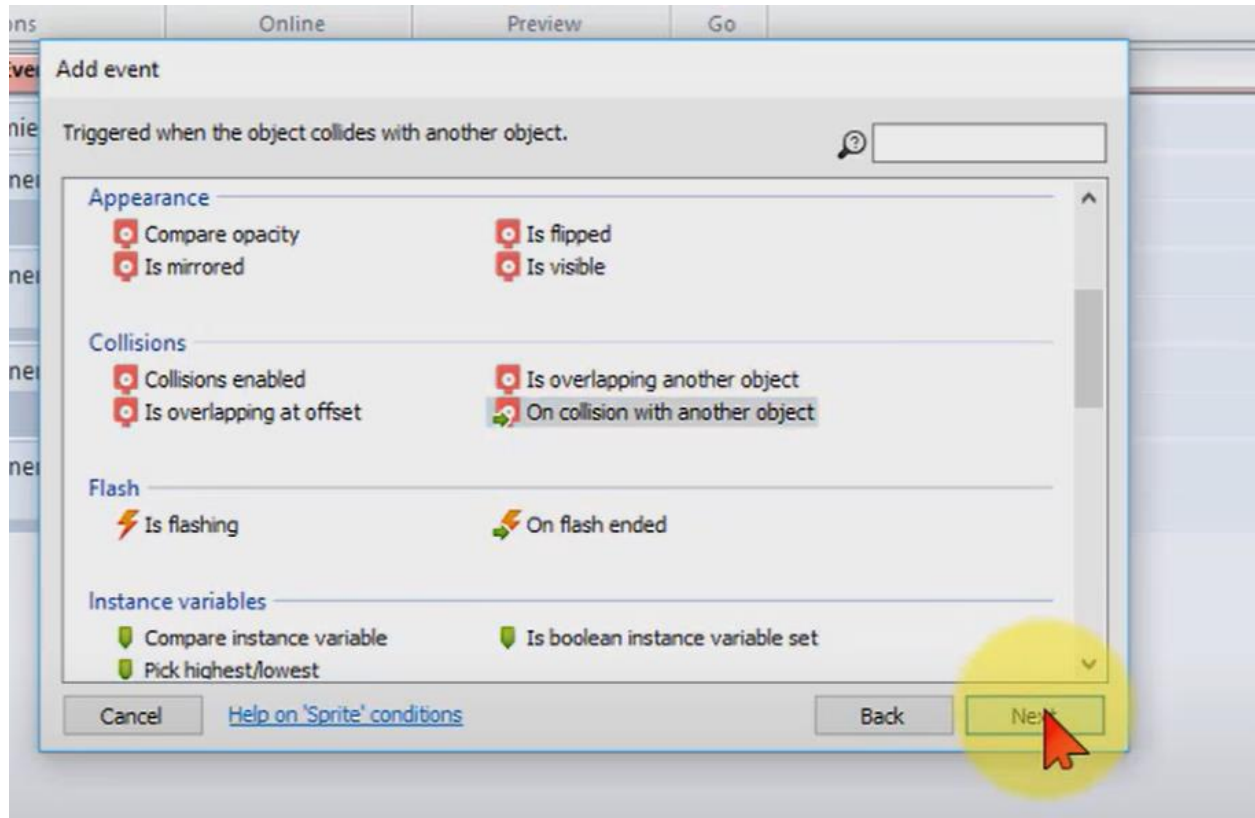 ons Online Preview Go
Add event
Triggered when the object collides with another object.
Appearance
Compare opacity Is flipped
Is mirrored Is visible
Collisions
Collisions enabled Is overlapping another object
Is overlapping at offset On collision with another object
Flash
Is flashing On flash ended
Instance variables
Compare instance variable Is boolean instance variable set
Pick highest/lowest
Cancel Help on 'Sprite' conditions Back Next